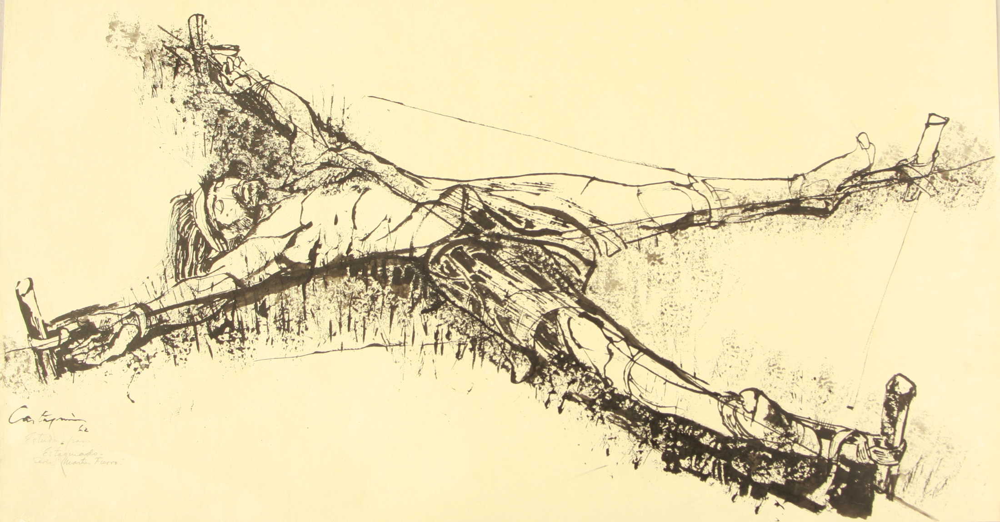 Castagnino
62
Estudio para
Estaqueado-
Serie "Martin Fierro."